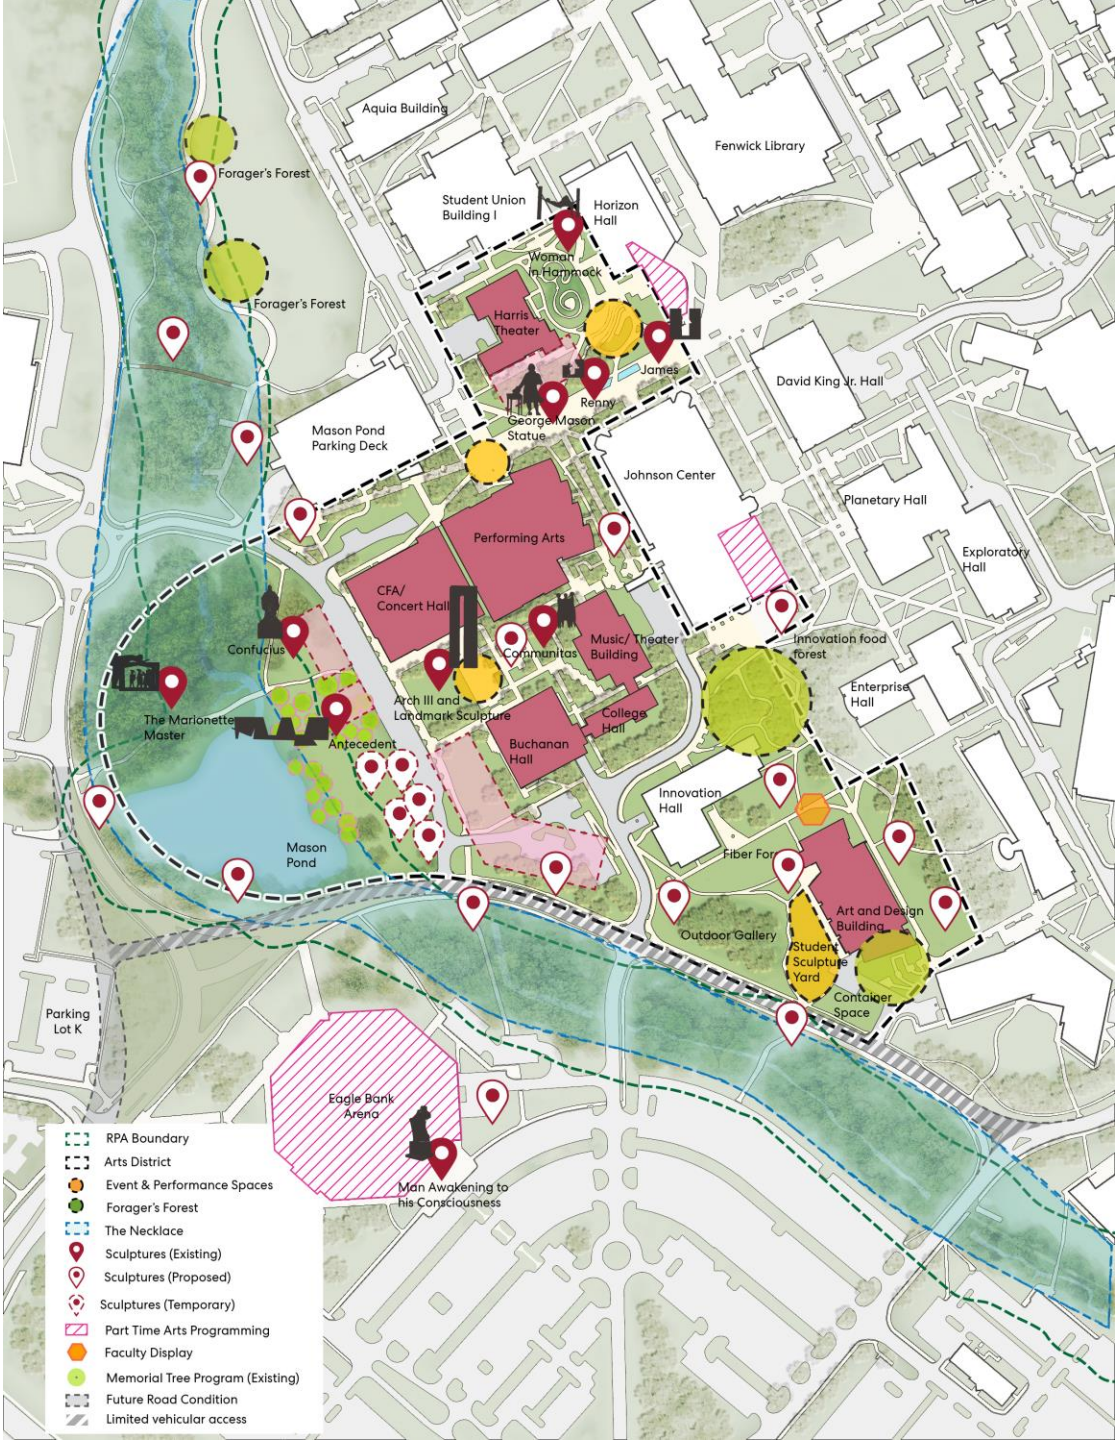 Aquia Building
Fenwick Library
Forager's Forest
Student Union
Building I
Horizon
Hall
Woman
in Hammock
Forager's Forest
Harris
Theater
James
David King Jr. Hall
Renny
George Mason
Statue
Mason Pond
Parking Deck
Johnson Center
Planetary Hall
Performing Arts
Exploratory
Hall
CFA/
Concert Hall
Confucius
Communitas
Music/ Theater
Building
Innovation food
forest
Enterprise
Hall
The Marionette
Master
Arch III and
Landmark Sculpture
College
Hall
Antecedent
Buchanan
Hall
Innovation
Hall
Mason
Pond
Fiber For
Art and Design
Building
Outdoor Gallery
Student
Sculpture
Yard
Container
Space
Parking
Lot K
Eagle Bank
Arena
Man Awakening to
his Consciousness
RPA Boundary
Arts District
Event & Performance Spaces
Forager's Forest
The Necklace
Sculptures (Existing)
Sculptures (Proposed)
Sculptures (Temporary)
Part Time Arts Programming
Faculty Display
Memorial Tree Program (Existing)
Future Road Condition
Limited vehicular access